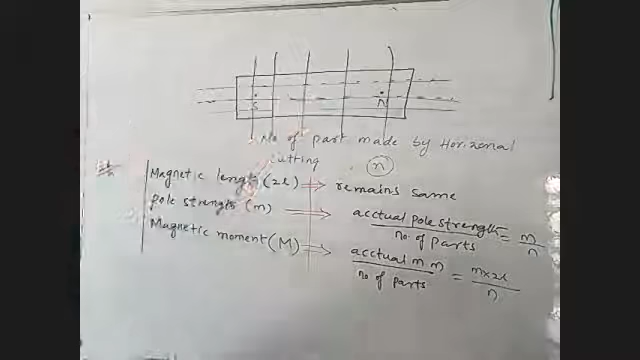 S N
No of part made by Horizenal
cutting n
Magnetic length (2l) ⇒ remains same
pole strength (m) ⇒ acctual pole strength / no of parts = m/n
Magnetic moment (M) ⇒ acctual m.m / no of parts = m×2l/n